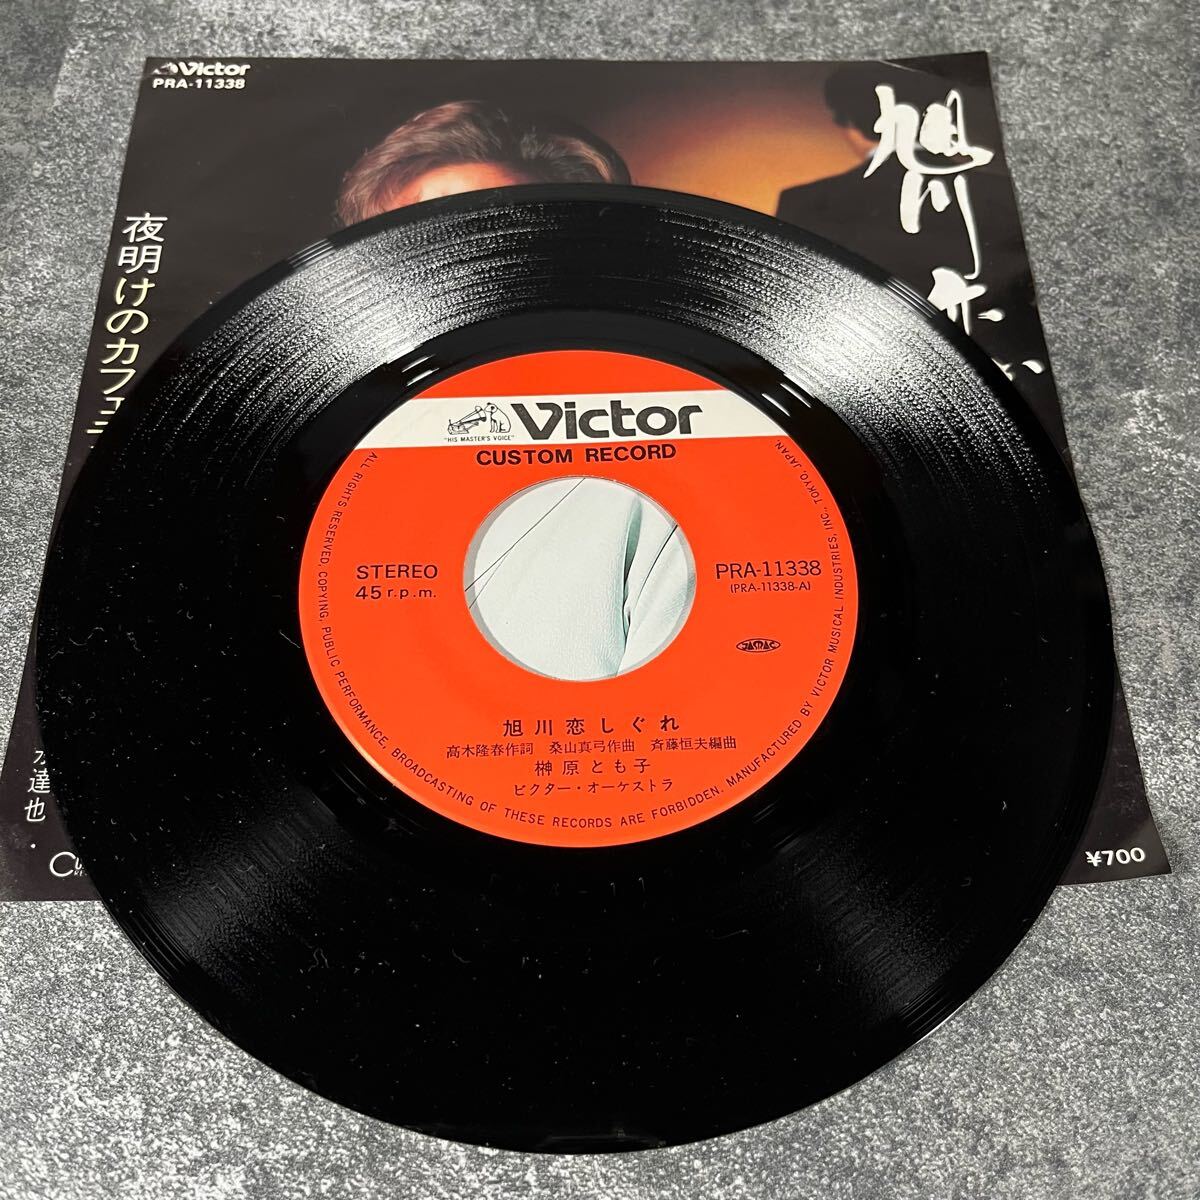 Victor
PRA-11338
旭川恋
夜明けのカフェ
達也
¥700
"HIS MASTER'S VOICE"
Victor
CUSTOM RECORD
STEREO
45 r.p.m.
PRA-11338
(PRA-11338-A)
JASRAC
旭川恋しぐれ
高木隆春作詞 桑山真弓作曲 斉藤恒夫編曲
榊原とも子
ビクター・オーケストラ
ALL RIGHTS RESERVED. COPYING, PUBLIC PERFORMANCE, BROADCASTING OF THESE RECORDS ARE FORBIDDEN. MANUFACTURED BY VICTOR MUSICAL INDUSTRIES, INC. TOKYO, JAPAN.